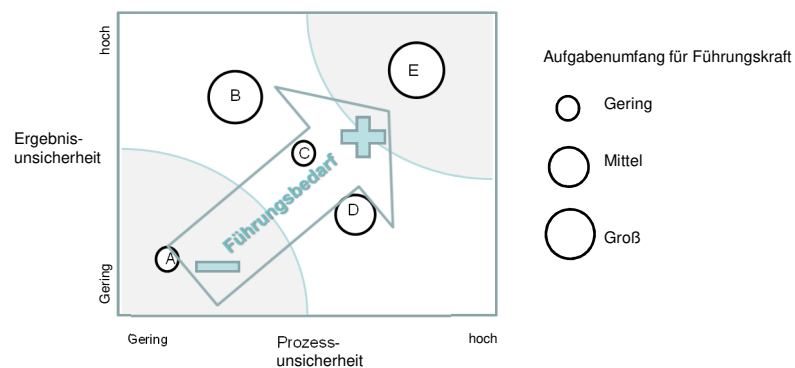 hoch
Ergebnis-
unsicherheit
Gering
A
B
C
D
E
Führungsbedarf
Gering
Prozess-
unsicherheit
hoch
Aufgabenumfang für Führungskraft
Gering
Mittel
Groß